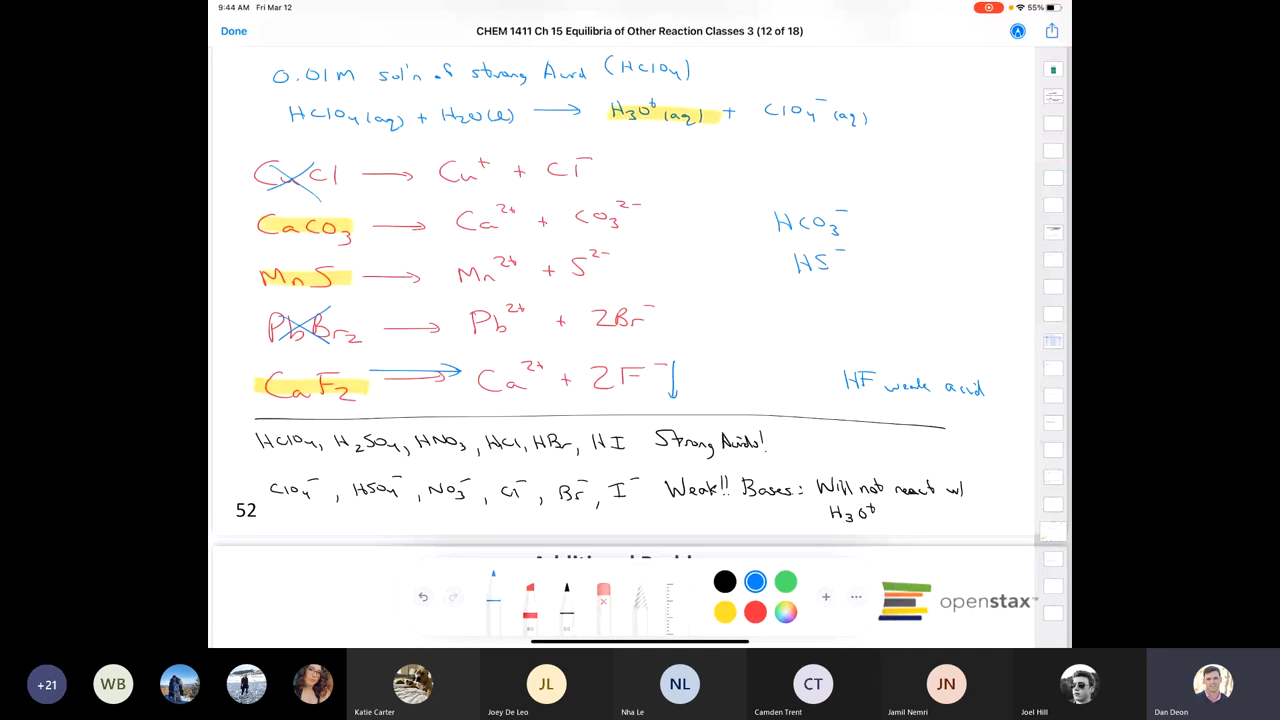 9:44 AM Fri Mar 12
55%
Done
CHEM 1411 Ch 15 Equilibria of Other Reaction Classes 3 (12 of 18)
0.01M sol'n of strong Acid (HClO4)
HClO4(aq) + H2O(l) → H3O+(aq) + ClO4-(aq)
CuCl → Cu+ + Cl-
CaCO3 → Ca2+ + CO32-
HCO3-
MnS → Mn2+ + S2-
HS-
PbBr2 → Pb2+ + 2Br-
CaF2 → Ca2+ + 2F- ↓
HF weak acid
HClO4, H2SO4, HNO3, HCl, HBr, HI Strong Acids!
ClO4-, HSO4-, NO3-, Cl-, Br-, I- Weak!! Bases: Will not react w/
H3O+
52
openstax™
+21
WB
JL
NL
CT
JN
Katie Carter
Joey De Leo
Nha Le
Camden Trent
Jamil Nemri
Joel Hill
Dan Deon